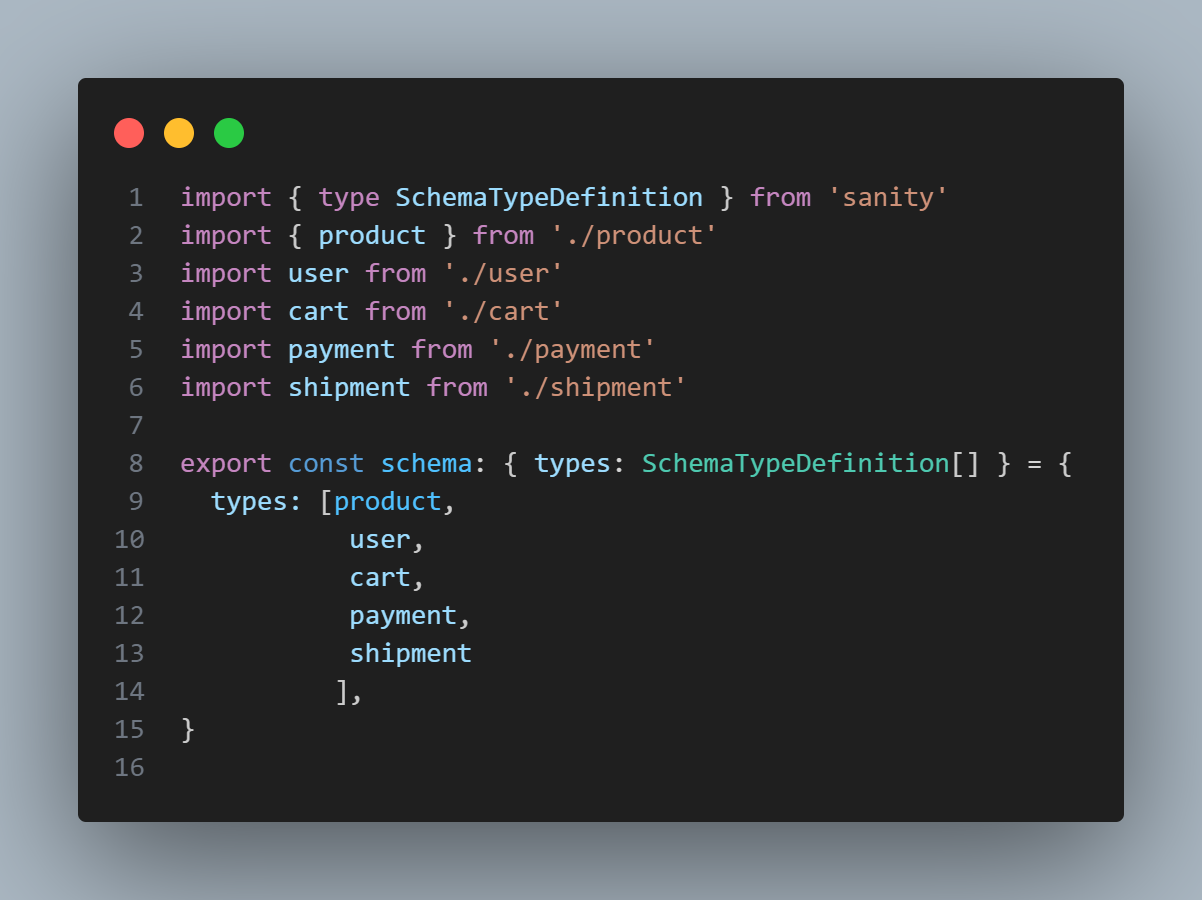 1 import { type SchemaTypeDefinition } from 'sanity'
2 import { product } from './product'
3 import user from './user'
4 import cart from './cart'
5 import payment from './payment'
6 import shipment from './shipment'
7
8 export const schema: { types: SchemaTypeDefinition[] } = {
9   types: [product,
10            user,
11            cart,
12            payment,
13            shipment
14           ],
15 }
16